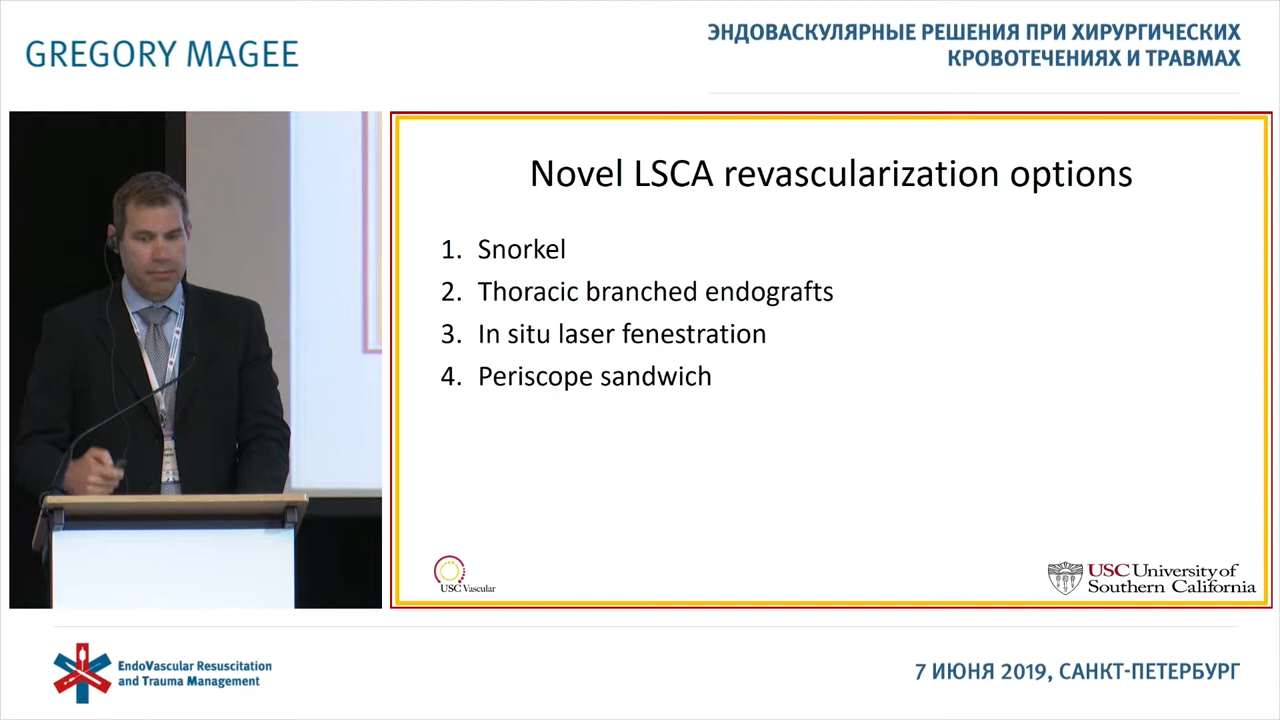 GREGORY MAGEE
ЭНДОВАСКУЛЯРНЫЕ РЕШЕНИЯ ПРИ ХИРУРГИЧЕСКИХ
КРОВОТЕЧЕНИЯХ И ТРАВМАХ
Novel LSCA revascularization options
1. Snorkel
2. Thoracic branched endografts
3. In situ laser fenestration
4. Periscope sandwich
USC Vascular
USC University of
Southern California
EndoVascular Resuscitation
and Trauma Management
7 ИЮНЯ 2019, САНКТ-ПЕТЕРБУРГ